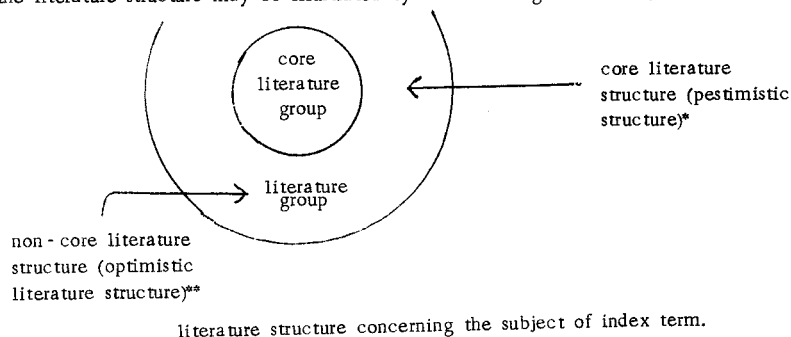 core
literature
group
core literature
structure (pestimistic
structure)*
literature
group
non - core literature
structure (optimistic
literature structure)**
literature structure concerning the subject of index term.